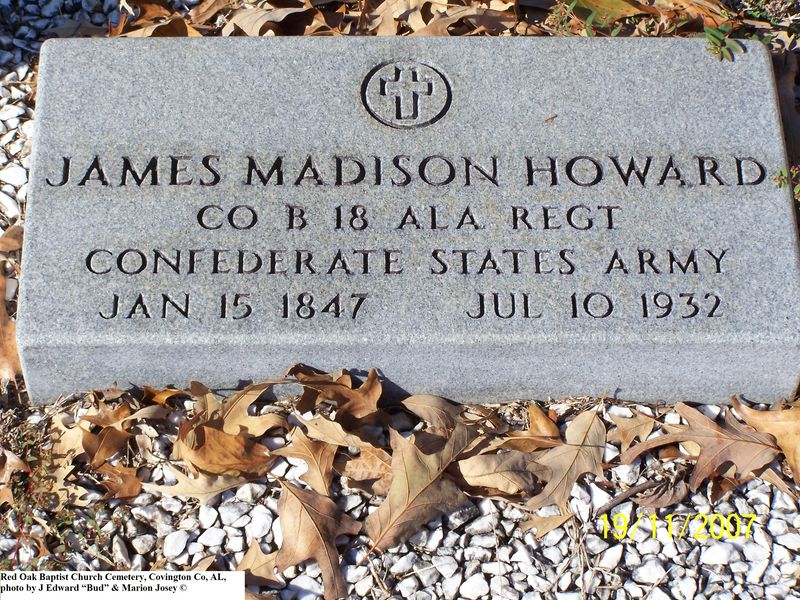 JAMES MADISON HOWARD
CO B 18 ALA REGT
CONFEDERATE STATES ARMY
JAN 15 1847 JUL 10 1932
19/11/2007
Red Oak Baptist Church Cemetery, Covington Co, AL,
photo by J Edward “Bud” & Marion Josey ©